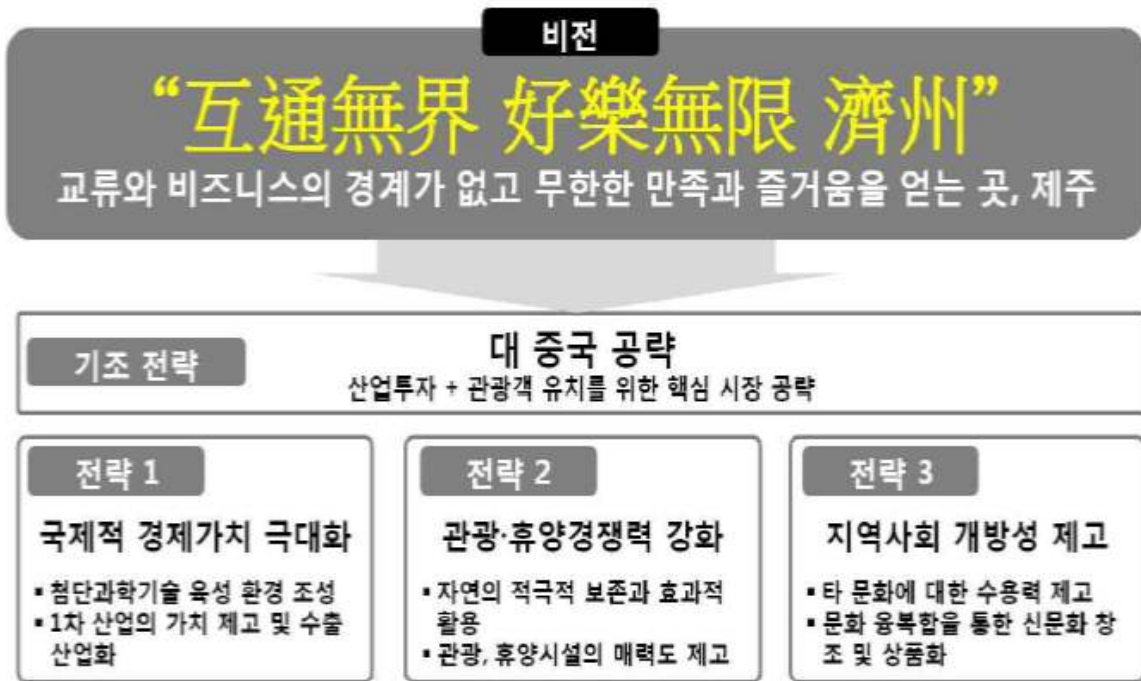 비전
“互通無界 好樂無限 濟州”
교류와 비즈니스의 경계가 없고 무한한 만족과 즐거움을 얻는 곳, 제주
기조 전략
대 중국 공략
산업투자 + 관광객 유치를 위한 핵심 시장 공략
전략 1
국제적 경제가치 극대화
▪ 첨단과학기술 육성 환경 조성
▪ 1차 산업의 가치 제고 및 수출
산업화
전략 2
관광·휴양경쟁력 강화
▪ 자연의 적극적 보존과 효과적
활용
▪ 관광, 휴양시설의 매력도 제고
전략 3
지역사회 개방성 제고
▪ 타 문화에 대한 수용력 제고
▪ 문화 융복합을 통한 신문화 창
조 및 상품화